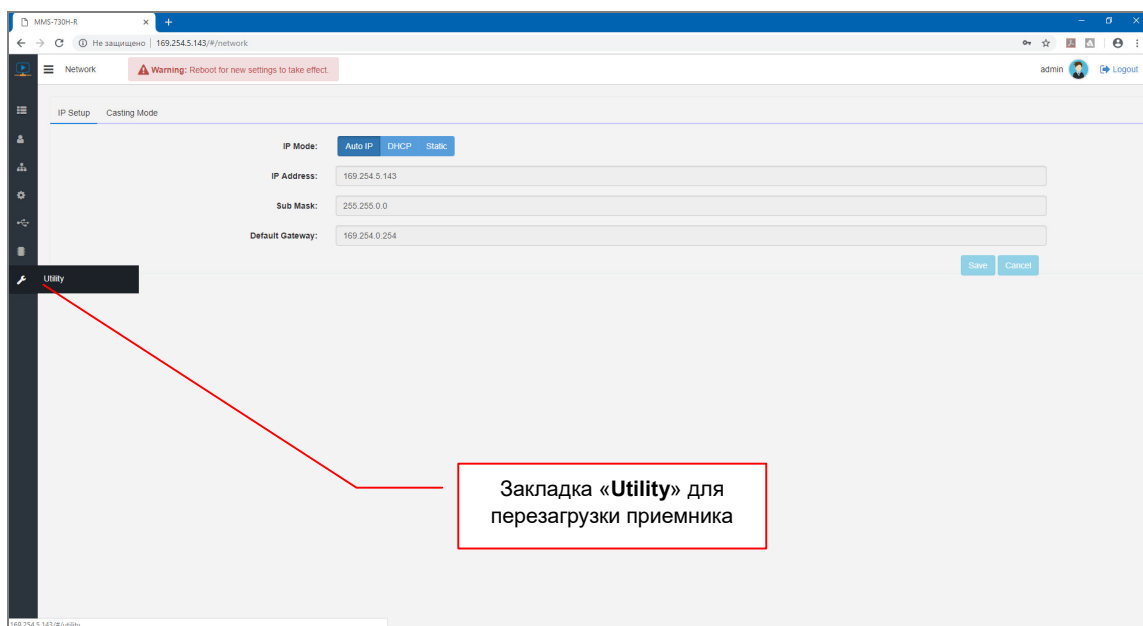 MMS-730H-R
Не защищено | 169.254.5.143/#/network
Network
Warning: Reboot for new settings to take effect.
admin
Logout
IP Setup Casting Mode
IP Mode: Auto IP DHCP Static
IP Address: 169.254.5.143
Sub Mask: 255.255.0.0
Default Gateway: 169.254.0.254
Save Cancel
Utility
Закладка «Utility» для
перезагрузки приемника
169.254.5.143/#/utility